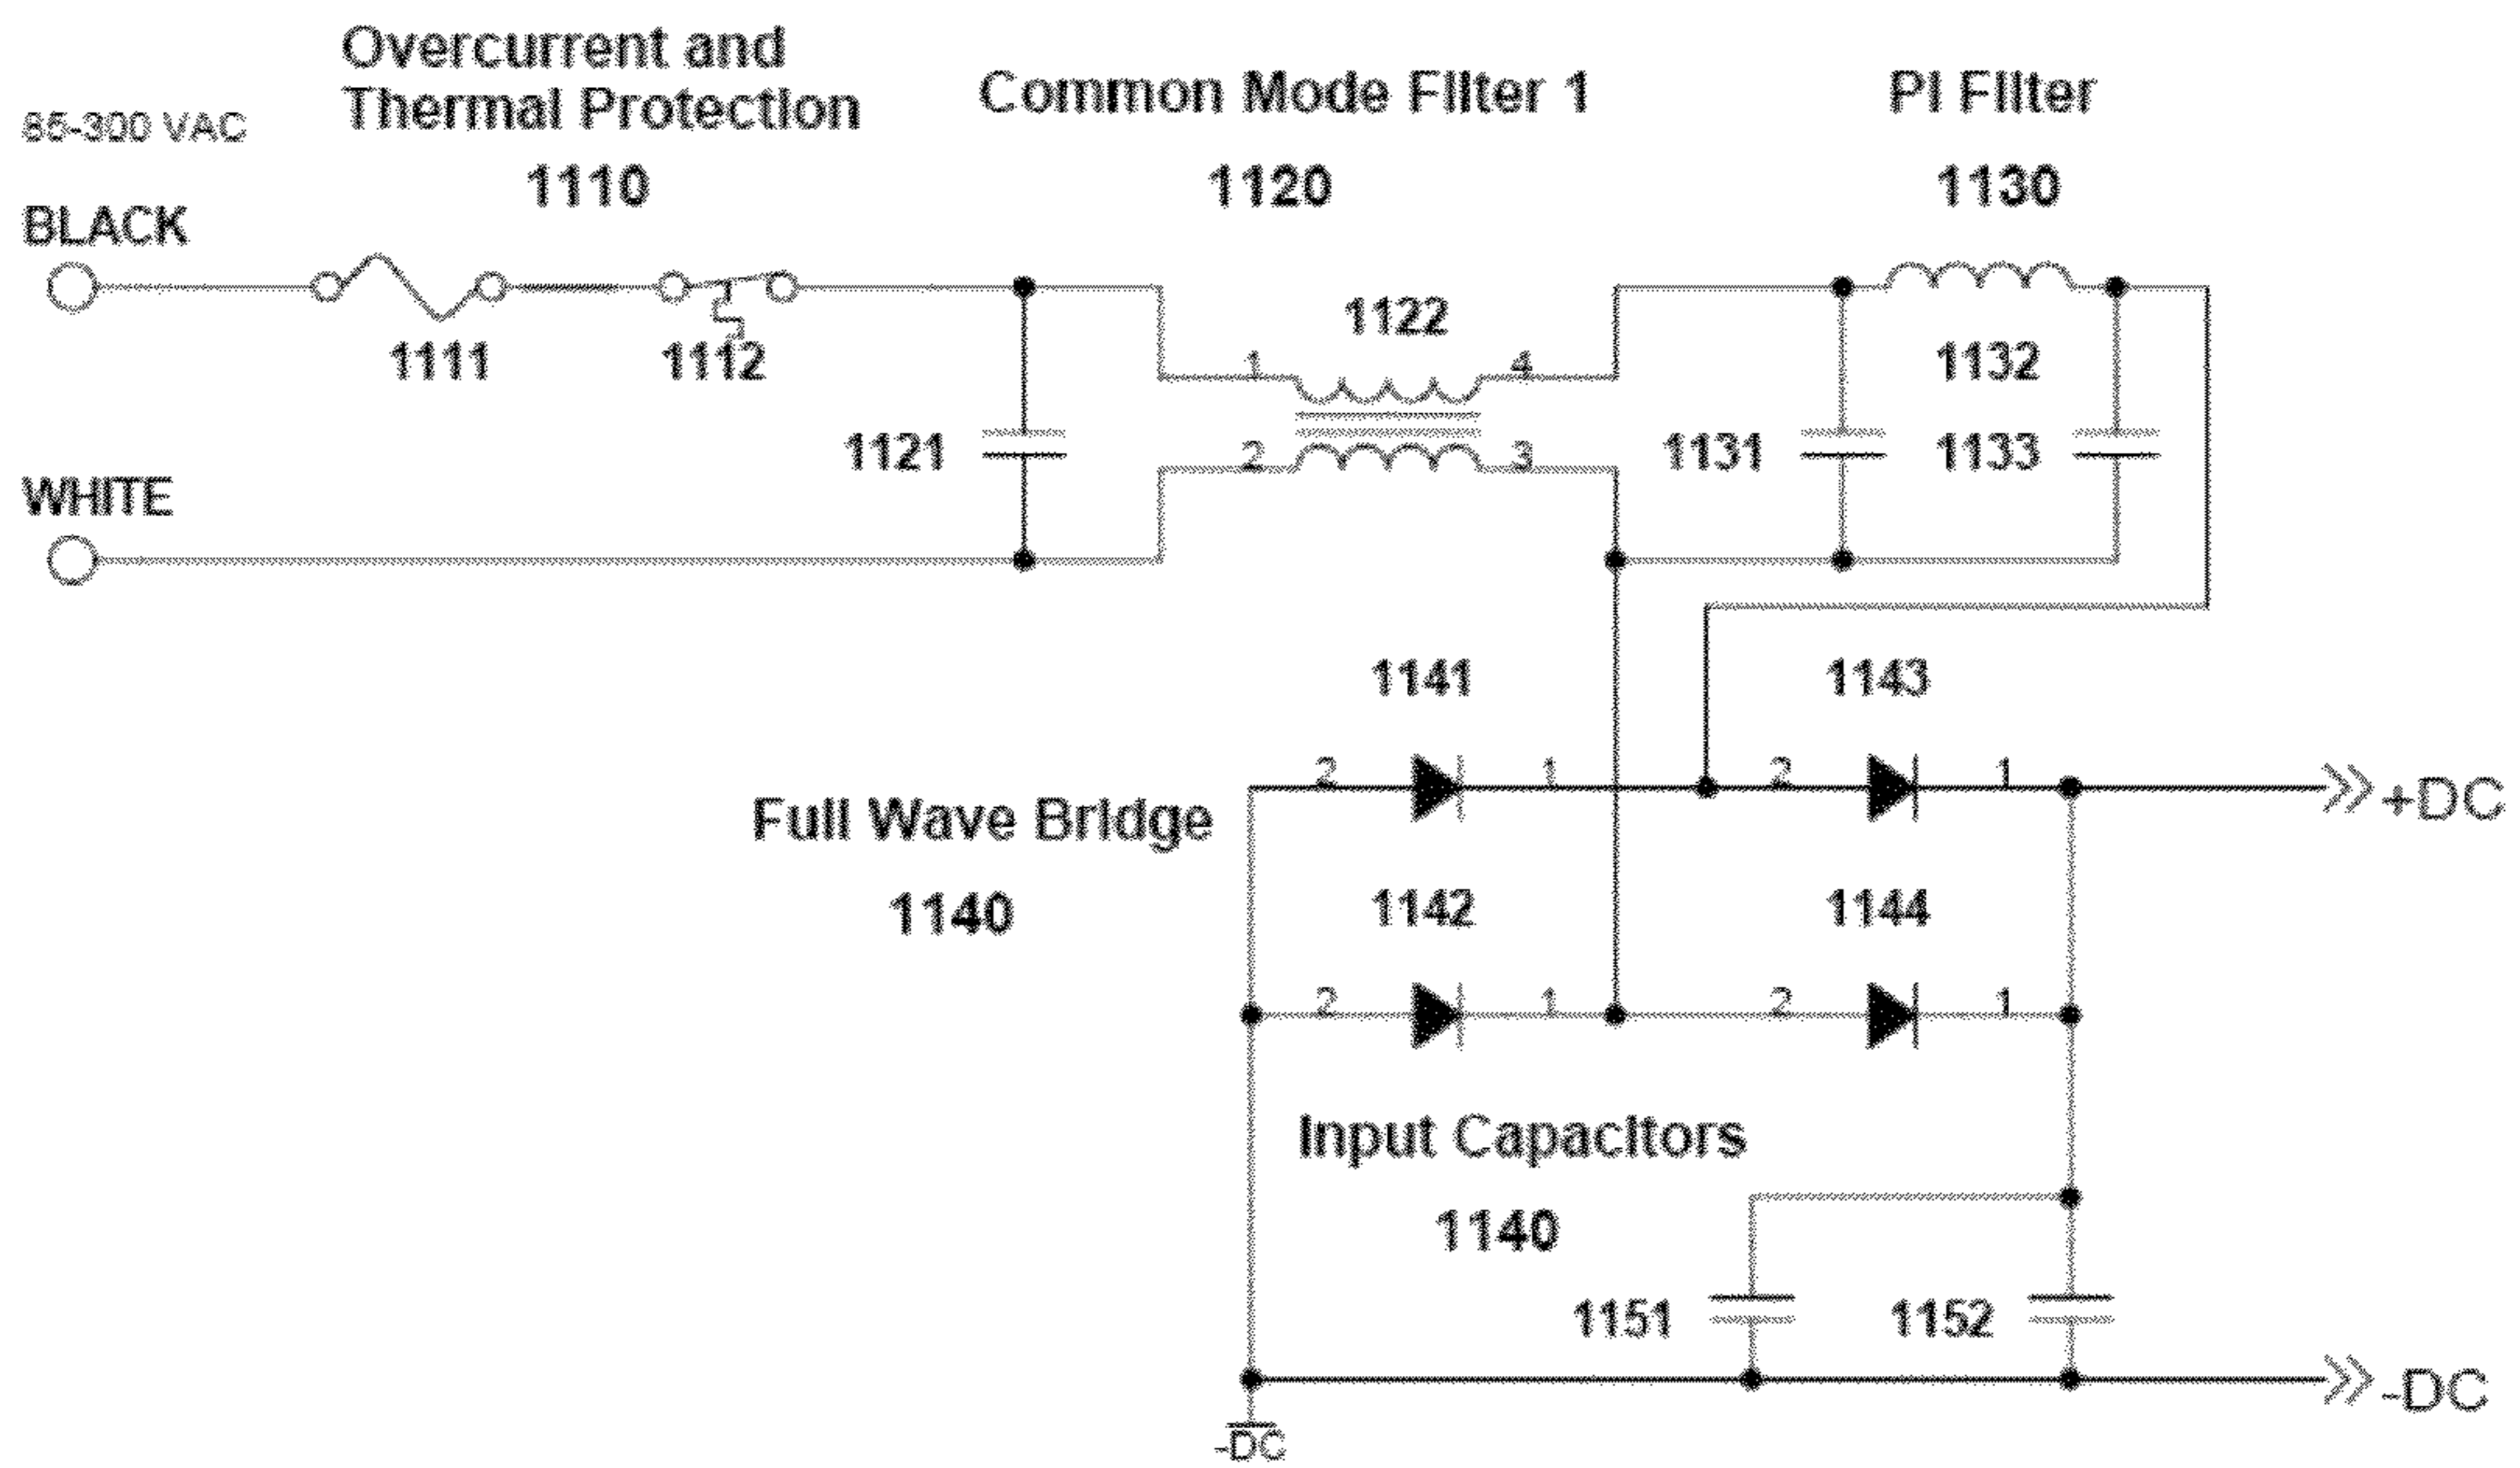 Overcurrent and
Thermal Protection
1110
Common Mode Filter 1
1120
PI Filter
1130
85-300 VAC
BLACK
1111
1112
1122
1
4
1132
1121
2
3
1131
1133
WHITE
1141
1143
2
1
2
1
+DC
Full Wave Bridge
1140
1142
1144
2
1
2
1
Input Capacitors
1140
1151
1152
-DC
-DC